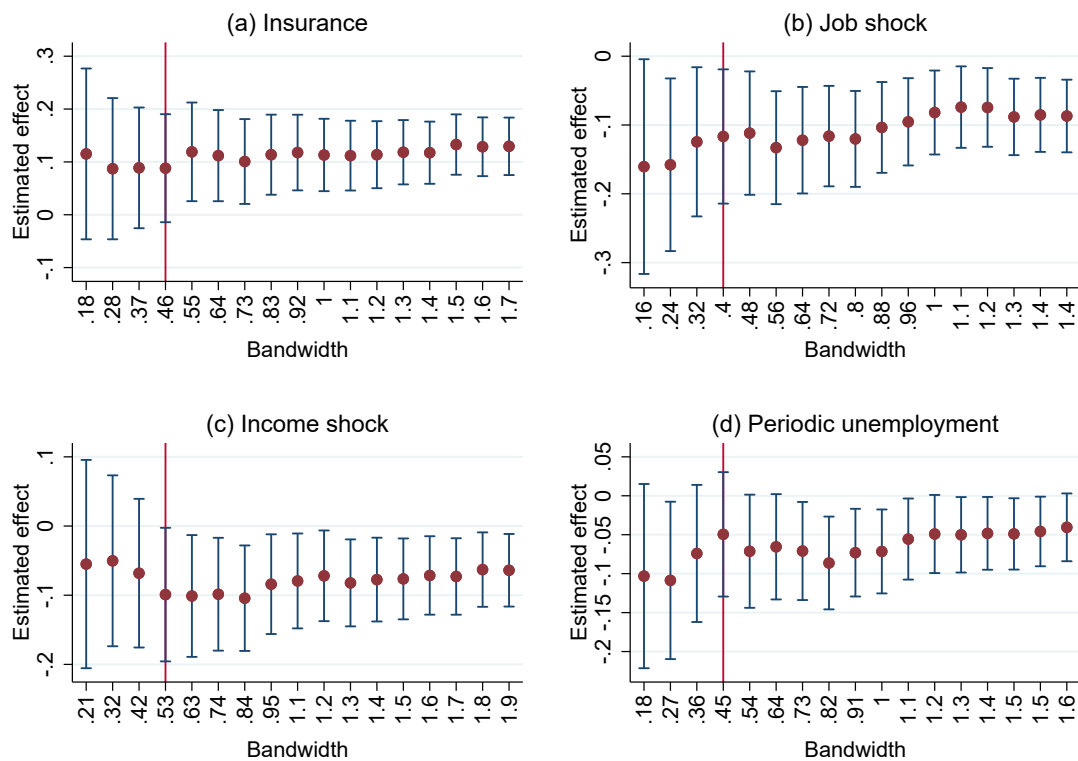 (a) Insurance
Estimated effect
.3
.2
.1
0
-.1
.18 .28 .37 .46 .55 .64 .73 .83 .92 1 1.1 1.2 1.3 1.4 1.5 1.6 1.7
Bandwidth
(b) Job shock
Estimated effect
0
-.1
-.2
-.3
.16 .24 .32 .4 .48 .56 .64 .72 .8 .88 .96 1 1.1 1.2 1.3 1.4 1.4
Bandwidth
(c) Income shock
Estimated effect
.1
0
-.1
-.2
.21 .32 .42 .53 .63 .74 .84 .95 1.1 1.2 1.3 1.4 1.5 1.6 1.7 1.8 1.9
Bandwidth
(d) Periodic unemployment
Estimated effect
.05
0
-.05
-.1
-.15
-.2
.18 .27 .36 .45 .54 .64 .73 .82 .91 1 1.1 1.2 1.3 1.4 1.5 1.5 1.6
Bandwidth